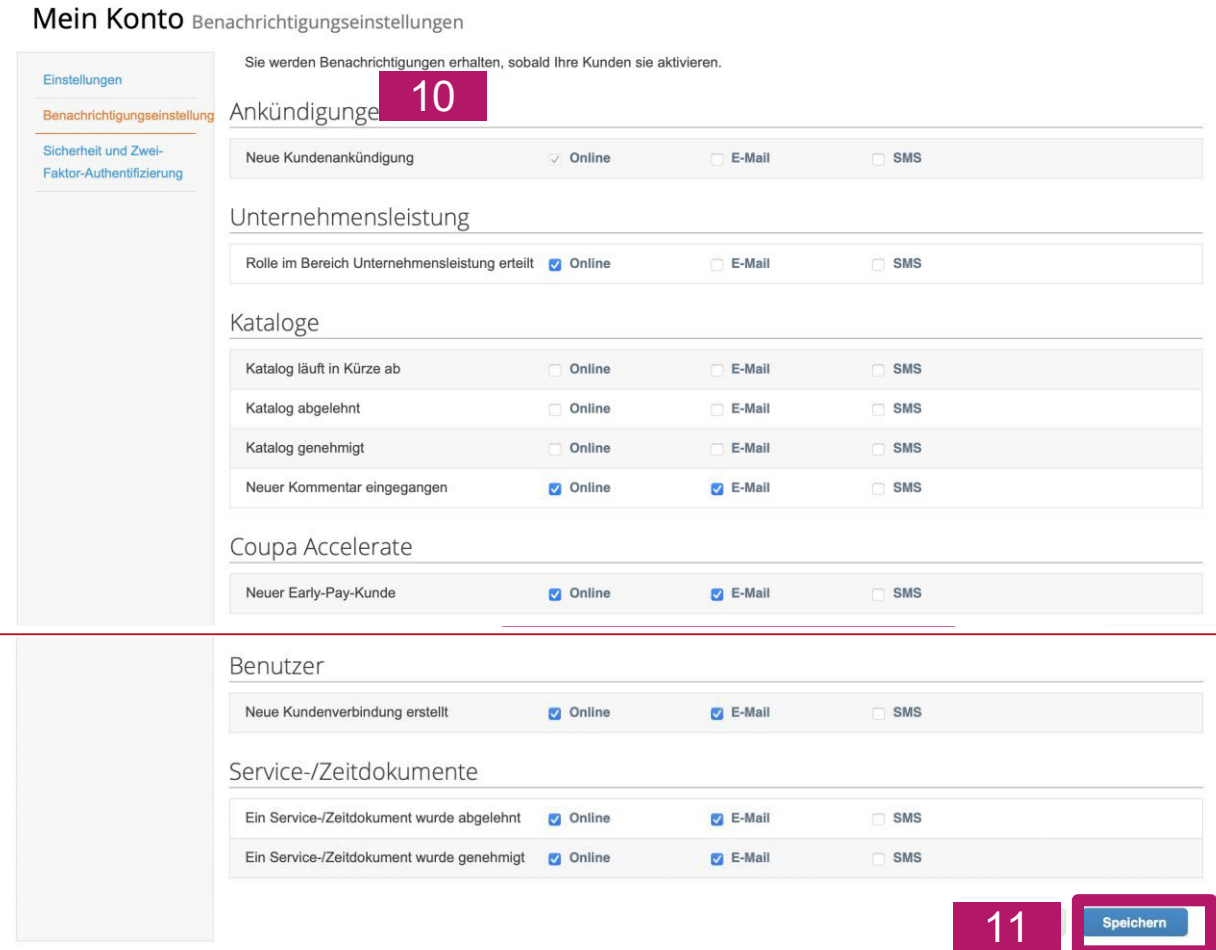 Mein Konto Benachrichtigungseinstellungen
Einstellungen
Benachrichtigungseinstellung
Sicherheit und Zwei-
Faktor-Authentifizierung
Sie werden Benachrichtigungen erhalten, sobald Ihre Kunden sie aktivieren.
10
Ankündigunge
Neue Kundenankündigung Online E-Mail SMS
Unternehmensleistung
Rolle im Bereich Unternehmensleistung erteilt Online E-Mail SMS
Kataloge
Katalog läuft in Kürze ab Online E-Mail SMS
Katalog abgelehnt Online E-Mail SMS
Katalog genehmigt Online E-Mail SMS
Neuer Kommentar eingegangen Online E-Mail SMS
Coupa Accelerate
Neuer Early-Pay-Kunde Online E-Mail SMS
Benutzer
Neue Kundenverbindung erstellt Online E-Mail SMS
Service-/Zeitdokumente
Ein Service-/Zeitdokument wurde abgelehnt Online E-Mail SMS
Ein Service-/Zeitdokument wurde genehmigt Online E-Mail SMS
11
Speichern